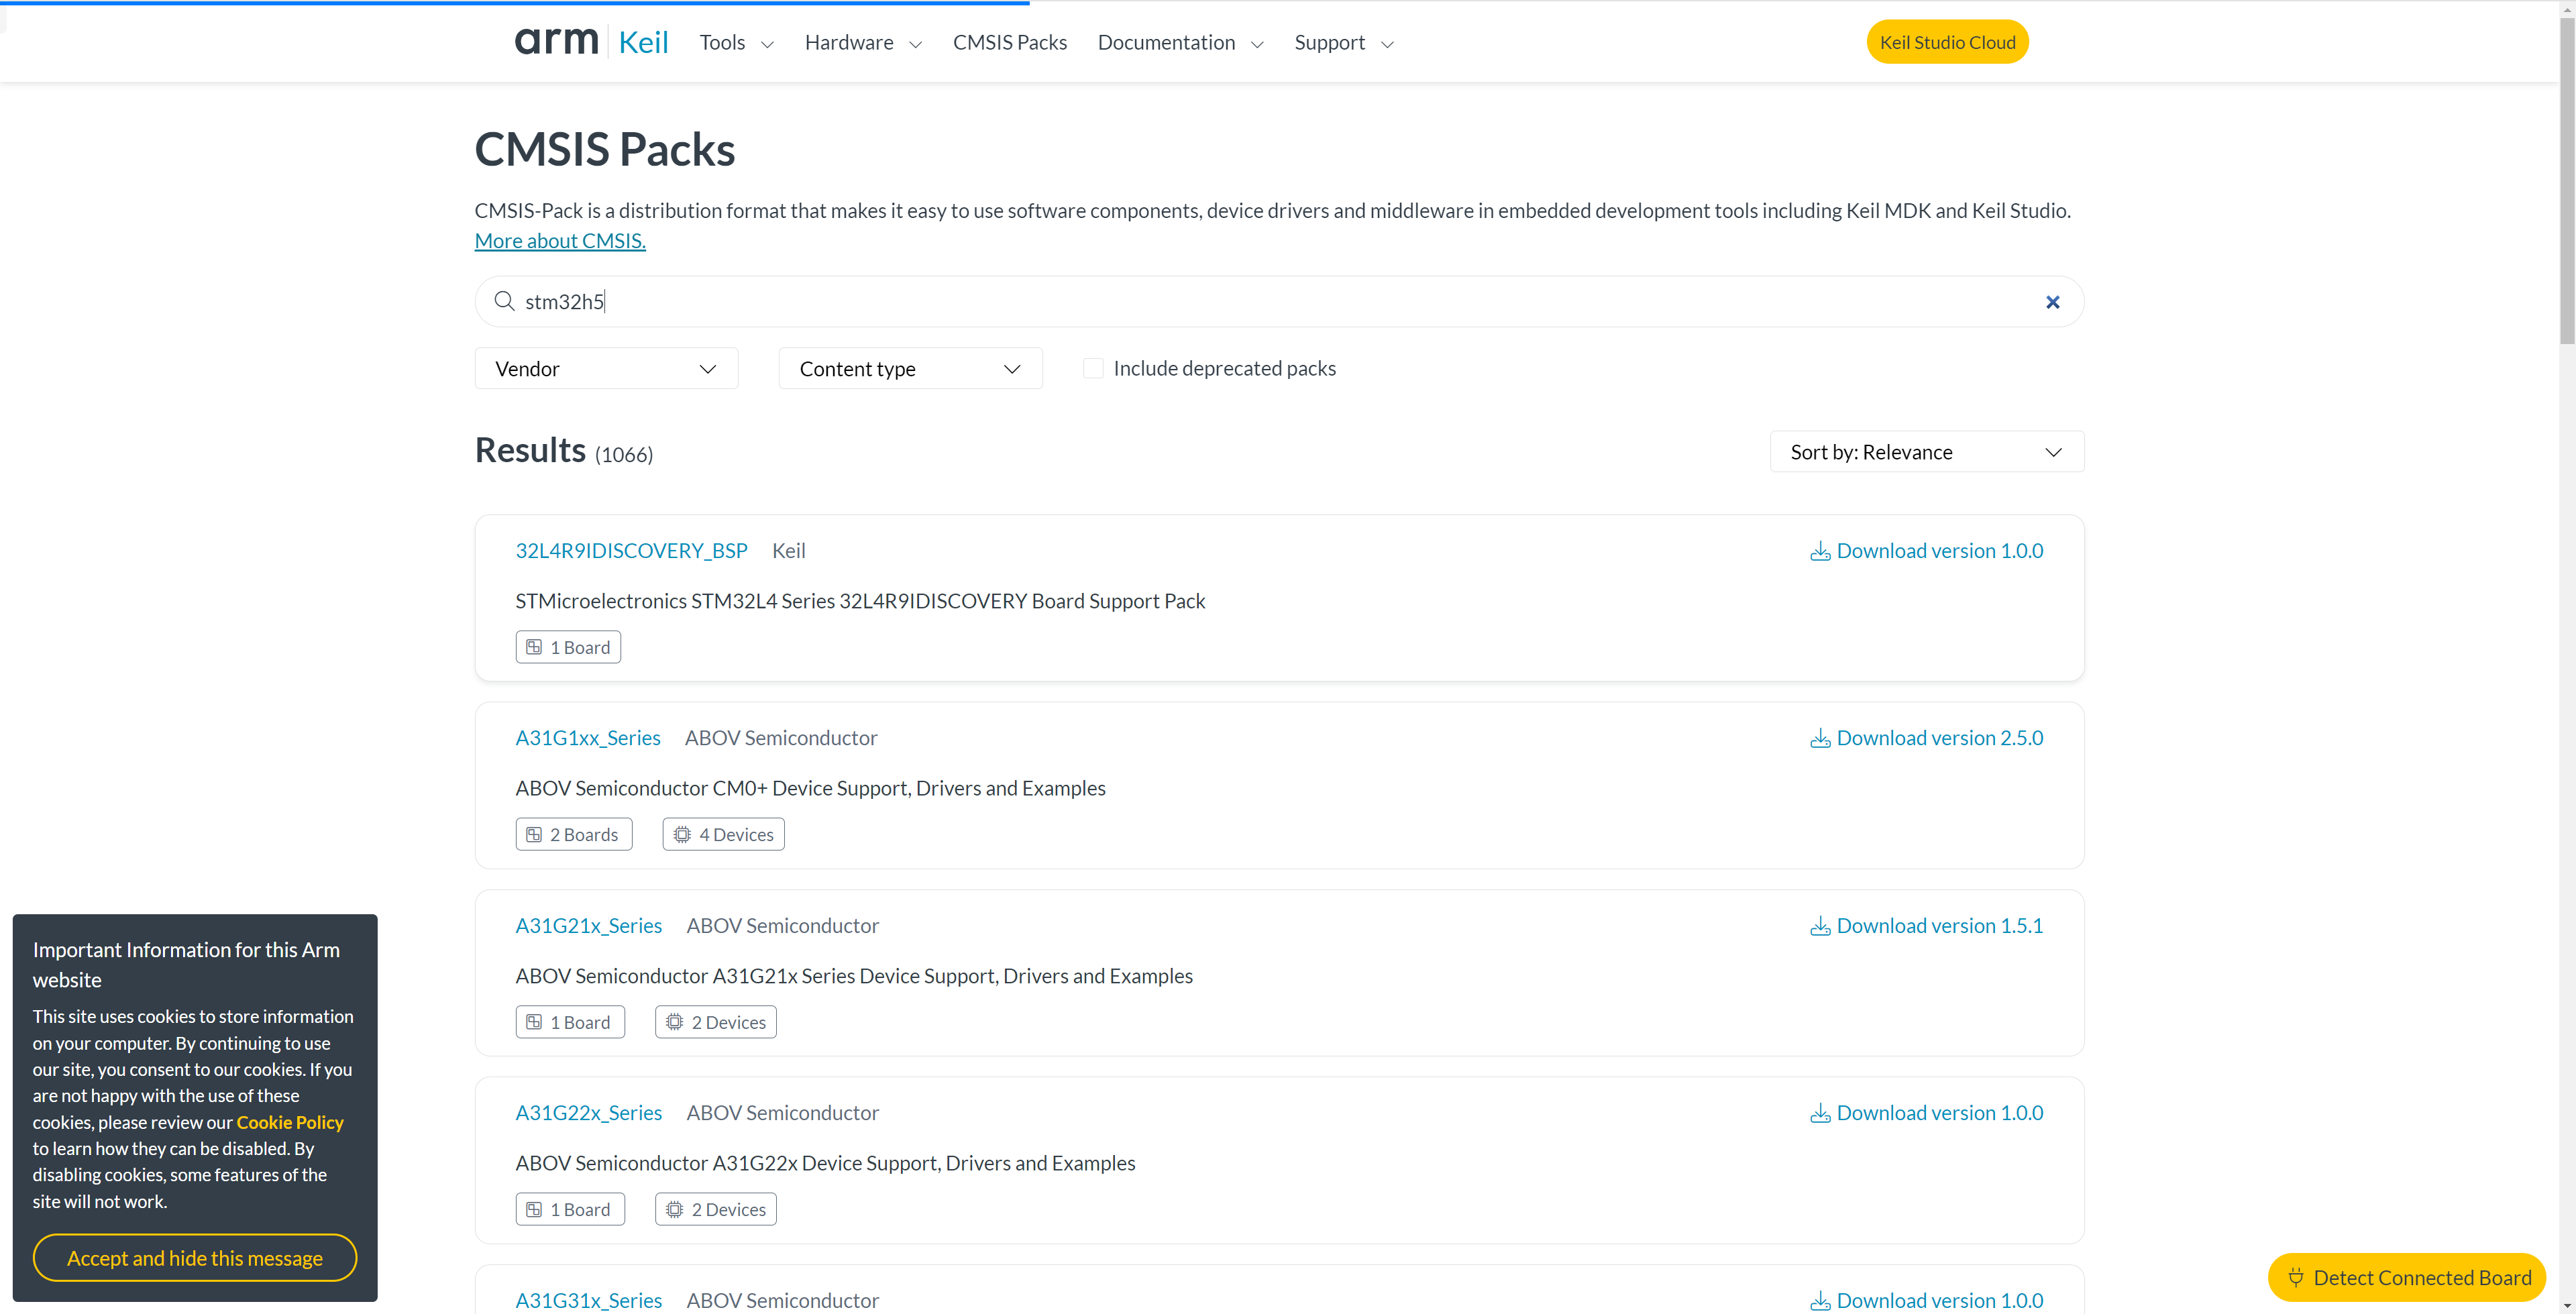 arm Keil Tools Hardware CMSIS Packs Documentation Support Keil Studio Cloud
CMSIS Packs
CMSIS-Pack is a distribution format that makes it easy to use software components, device drivers and middleware in embedded development tools including Keil MDK and Keil Studio.
More about CMSIS.
stm32h5
Vendor Content type Include deprecated packs
Results (1066) Sort by: Relevance
32L4R9IDISCOVERY_BSP Keil Download version 1.0.0
STMicroelectronics STM32L4 Series 32L4R9IDISCOVERY Board Support Pack
1 Board
A31G1xx_Series ABOV Semiconductor Download version 2.5.0
ABOV Semiconductor CM0+ Device Support, Drivers and Examples
2 Boards 4 Devices
A31G21x_Series ABOV Semiconductor Download version 1.5.1
ABOV Semiconductor A31G21x Series Device Support, Drivers and Examples
1 Board 2 Devices
A31G22x_Series ABOV Semiconductor Download version 1.0.0
ABOV Semiconductor A31G22x Device Support, Drivers and Examples
1 Board 2 Devices
A31G31x_Series ABOV Semiconductor Download version 1.0.0
Important Information for this Arm
website
This site uses cookies to store information
on your computer. By continuing to use
our site, you consent to our cookies. If you
are not happy with the use of these
cookies, please review our Cookie Policy
to learn how they can be disabled. By
disabling cookies, some features of the
site will not work.
Accept and hide this message
Detect Connected Board